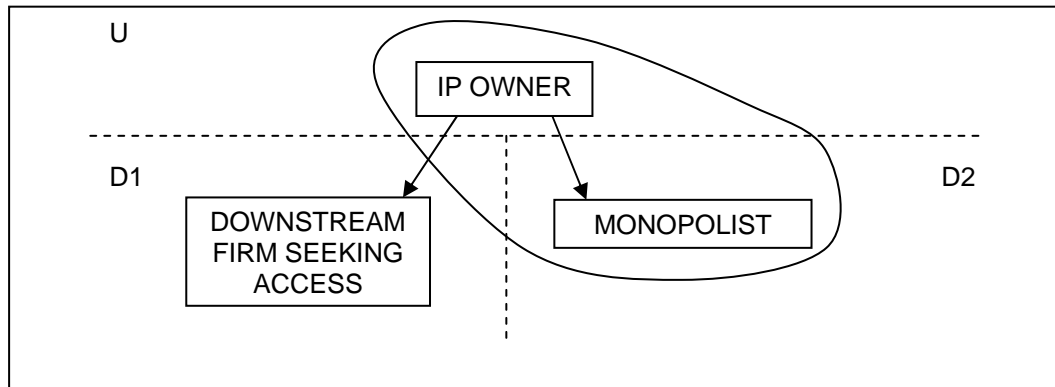 U
IP OWNER
D1
D2
DOWNSTREAM
FIRM SEEKING
ACCESS
MONOPOLIST